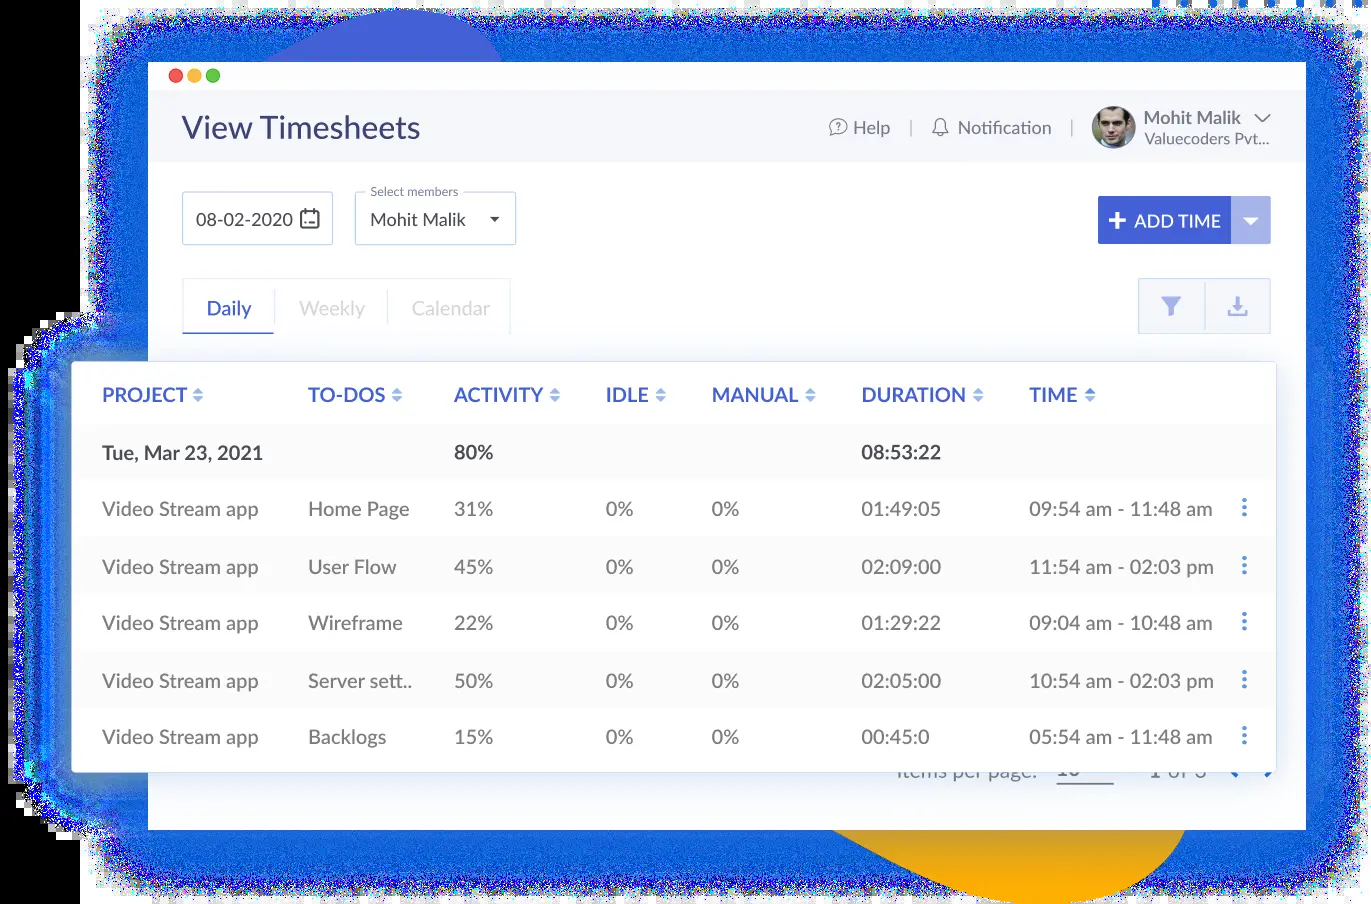 View Timesheets
Help | Notification | Mohit Malik
Valuecoders Pvt...
Select members
08-02-2020 Mohit Malik
+ ADD TIME
Daily Weekly Calendar
PROJECT TO-DOS ACTIVITY IDLE MANUAL DURATION TIME
Tue, Mar 23, 2021 80% 08:53:22
Video Stream app Home Page 31% 0% 0% 01:49:05 09:54 am - 11:48 am
Video Stream app User Flow 45% 0% 0% 02:09:00 11:54 am - 02:03 pm
Video Stream app Wireframe 22% 0% 0% 01:29:22 09:04 am - 10:48 am
Video Stream app Server sett.. 50% 0% 0% 02:05:00 10:54 am - 02:03 pm
Video Stream app Backlogs 15% 0% 0% 00:45:0 05:54 am - 11:48 am
Items per page: